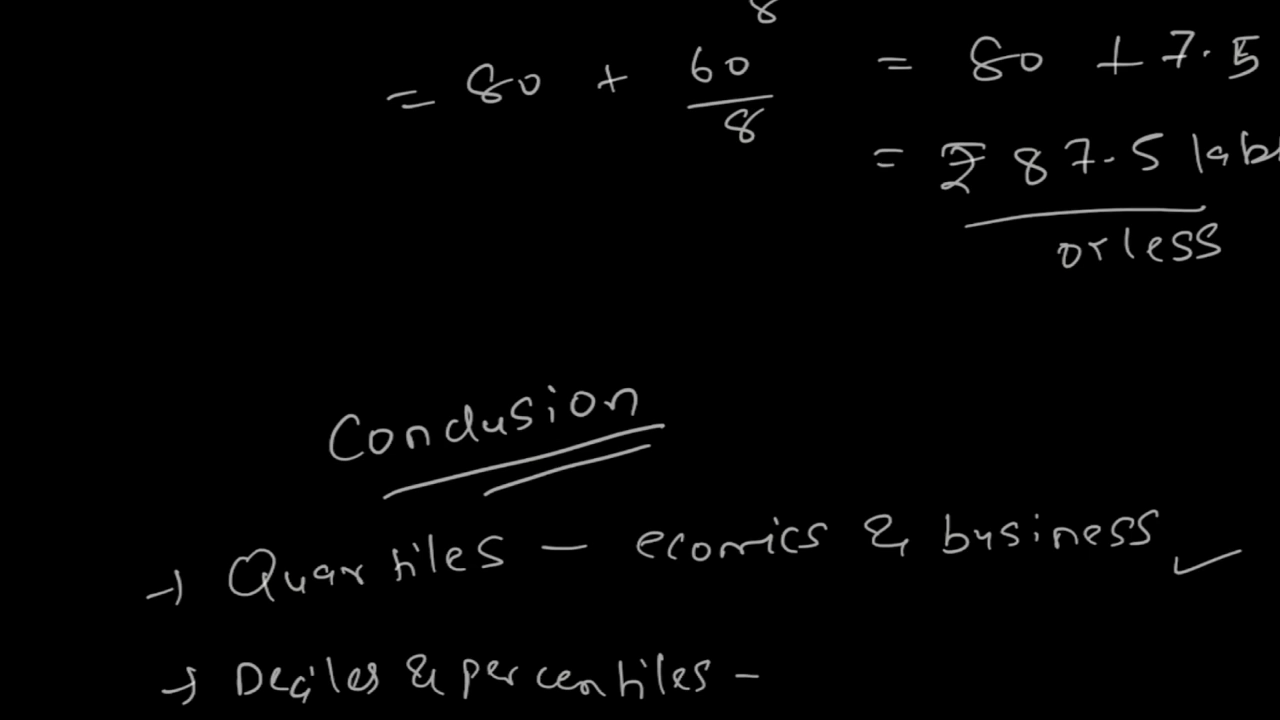 8
= 80 + 60/8 = 80 + 7.5
= ₹ 87.5 lab
or less
Conclusion
→ Quartiles – ecomics & business ✓
→ Deciles & percentiles –